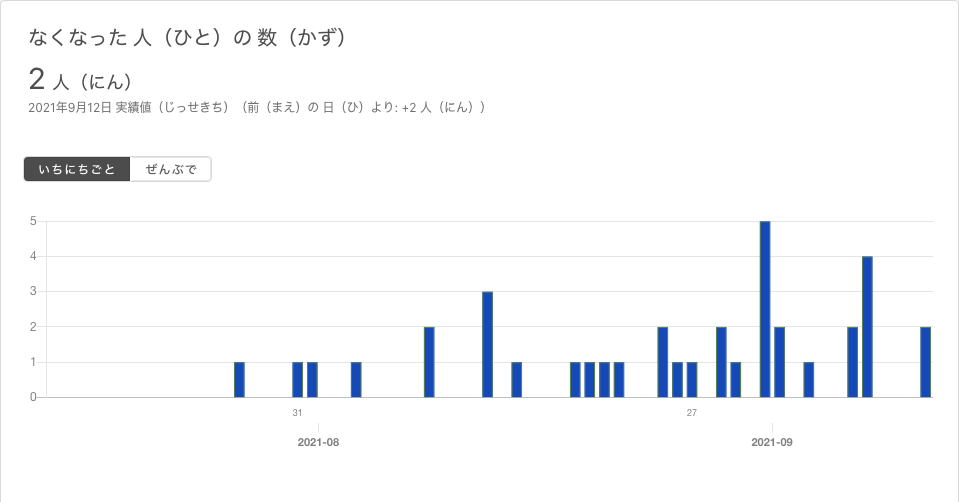 なくなった 人（ひと）の 数（かず）
2 人（にん）
2021年9月12日 実績値（じっせきち）（前（まえ）の 日（ひ）より: +2 人（にん））
いちにちごと ぜんぶで
5
4
3
2
1
0
31 27
2021-08 2021-09